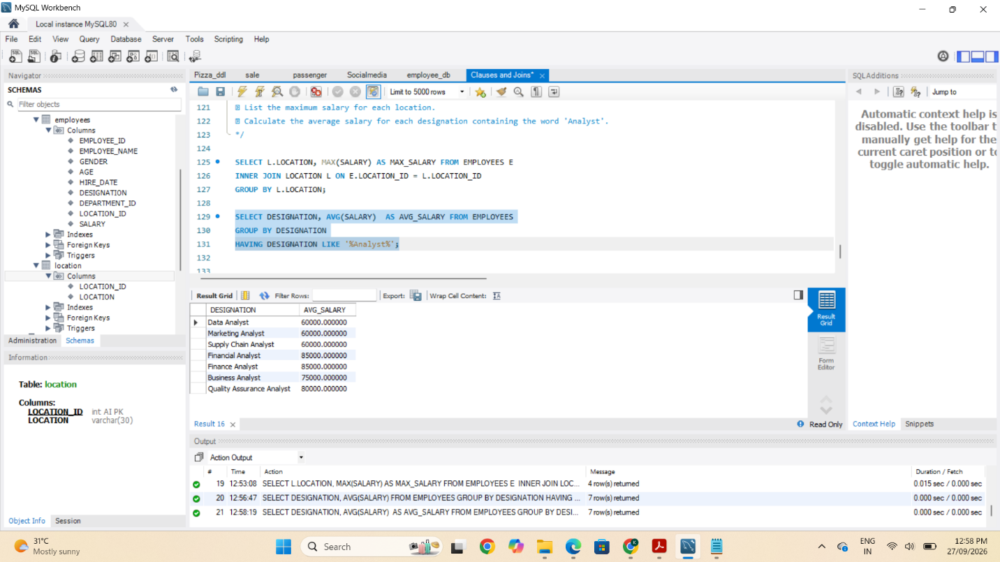 MySQL Workbench
Local instance MySQL80
File Edit View Query Database Server Tools Scripting Help
Navigator
SCHEMAS
Filter objects
employees
Columns
EMPLOYEE_ID
EMPLOYEE_NAME
GENDER
AGE
HIRE_DATE
DESIGNATION
DEPARTMENT_ID
LOCATION_ID
SALARY
Indexes
Foreign Keys
Triggers
location
Columns
LOCATION_ID
LOCATION
Indexes
Foreign Keys
Triggers
Administration Schemas
Information
Table: location
Columns:
LOCATION_ID int AI PK
LOCATION varchar(30)
Object Info Session
Pizza_ddl sale passenger Socialmedia employee_db Clauses and Joins*
Limit to 5000 rows
121 List the maximum salary for each location.
122 Calculate the average salary for each designation containing the word 'Analyst'.
123 */
124
125 SELECT L.LOCATION, MAX(SALARY) AS MAX_SALARY FROM EMPLOYEES E
126 INNER JOIN LOCATION L ON E.LOCATION_ID = L.LOCATION_ID
127 GROUP BY L.LOCATION;
128
129 SELECT DESIGNATION, AVG(SALARY)  AS AVG_SALARY FROM EMPLOYEES
130 GROUP BY DESIGNATION
131 HAVING DESIGNATION LIKE '%Analyst%';
132
133
Result Grid Filter Rows: Export: Wrap Cell Content:
DESIGNATION AVG_SALARY
Data Analyst 60000.000000
Marketing Analyst 60000.000000
Supply Chain Analyst 60000.000000
Financial Analyst 85000.000000
Finance Analyst 85000.000000
Business Analyst 75000.000000
Quality Assurance Analyst 80000.000000
Result Grid
Form Editor
Result 16
Read Only
SQLAdditions
Jump to
Automatic context help is
disabled. Use the toolbar t
manually get help for the
current caret position or to
toggle automatic help.
Context Help Snippets
Output
Action Output
# Time Action Message Duration / Fetch
19 12:53:08 SELECT L.LOCATION, MAX(SALARY) AS MAX_SALARY FROM EMPLOYEES E INNER JOIN LOC... 4 row(s) returned 0.015 sec / 0.000 sec
20 12:56:47 SELECT DESIGNATION, AVG(SALARY) FROM EMPLOYEES GROUP BY DESIGNATION HAVING ... 7 row(s) returned 0.000 sec / 0.000 sec
21 12:58:19 SELECT DESIGNATION, AVG(SALARY)  AS AVG_SALARY FROM EMPLOYEES GROUP BY DESI... 7 row(s) returned 0.000 sec / 0.000 sec
31°C
Mostly sunny
Search
ENG
IN
12:58 PM
27/09/2026